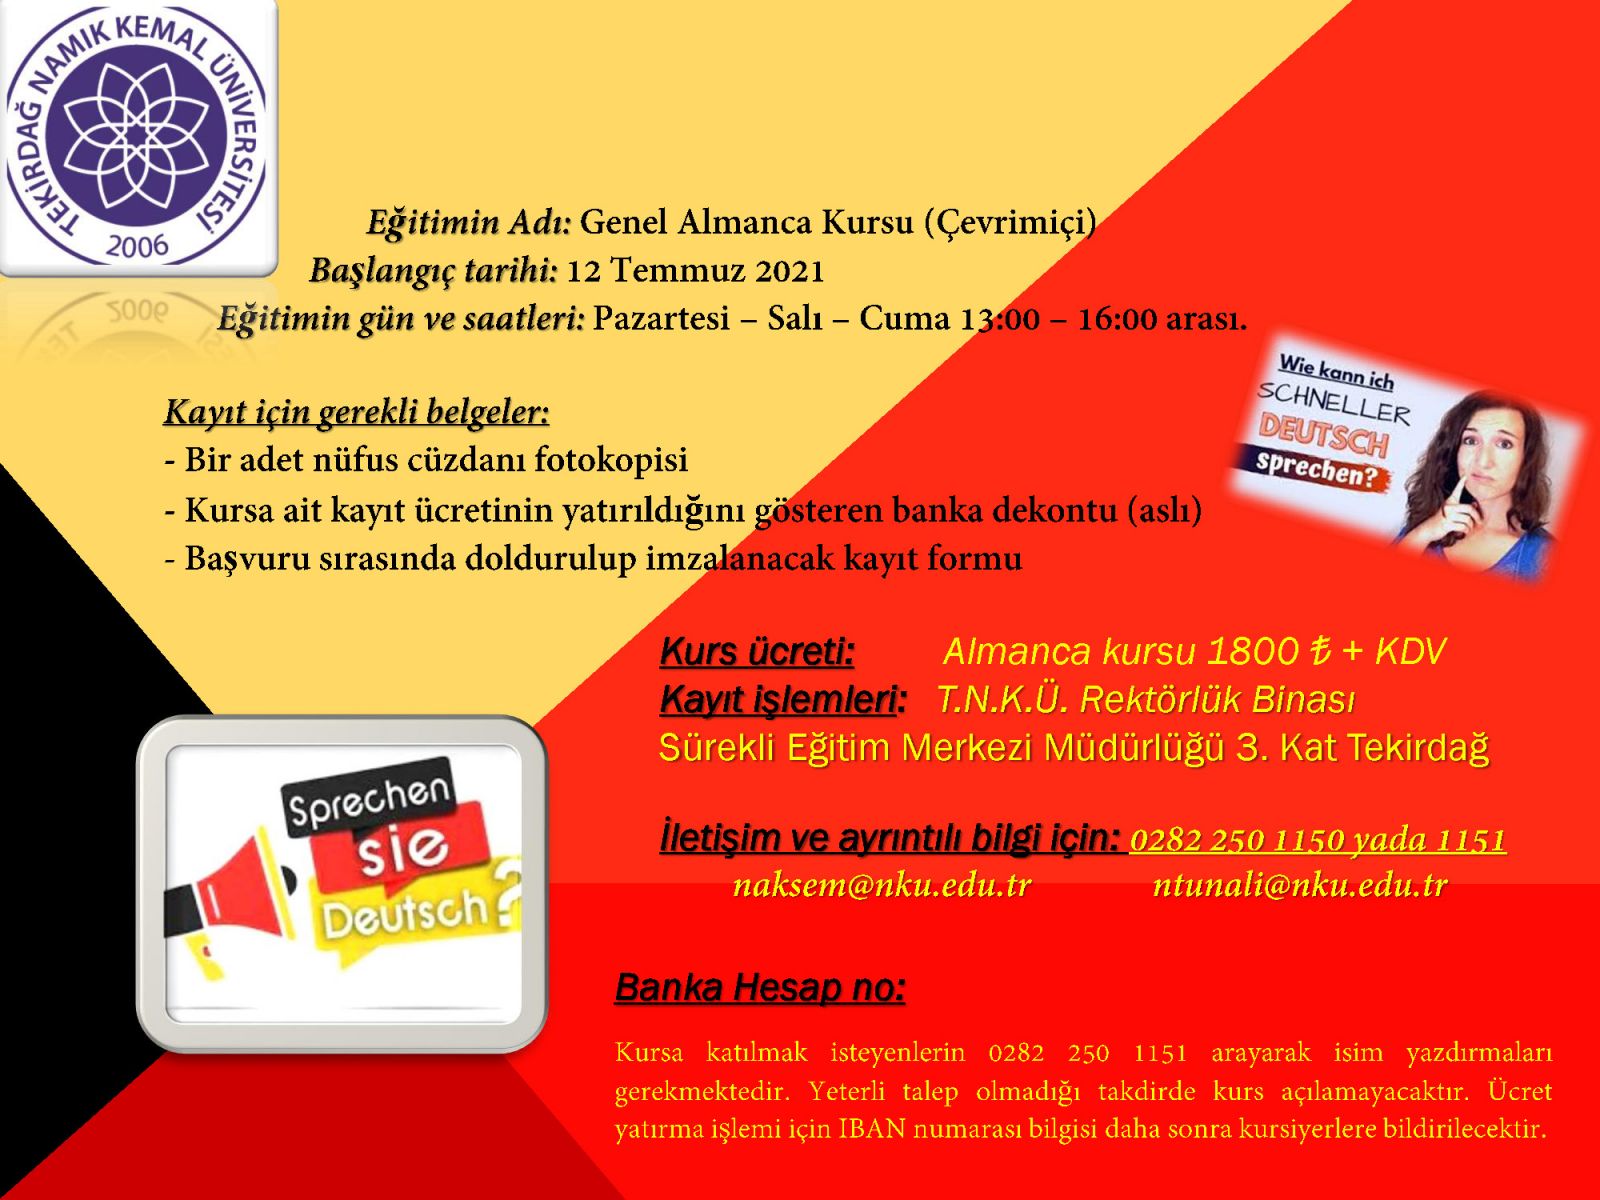 TEKİRDAĞ NAMIK KEMAL ÜNİVERSİTESİ
2006
Eğitimin Adı: Genel Almanca Kursu (Çevrimiçi)
Başlangıç tarihi: 12 Temmuz 2021
Eğitimin gün ve saatleri: Pazartesi – Salı – Cuma 13:00 – 16:00 arası.
Wie kann ich
SCHNELLER
DEUTSCH
sprechen?
Kayıt için gerekli belgeler:
- Bir adet nüfus cüzdanı fotokopisi
- Kursa ait kayıt ücretinin yatırıldığını gösteren banka dekontu (aslı)
- Başvuru sırasında doldurulup imzalanacak kayıt formu
Kurs ücreti: Almanca kursu 1800 ₺ + KDV
Kayıt işlemleri: T.N.K.Ü. Rektörlük Binası
Sürekli Eğitim Merkezi Müdürlüğü 3. Kat Tekirdağ
Sprechen
sie
Deutsch?
İletişim ve ayrıntılı bilgi için: 0282 250 1150 yada 1151
naksem@nku.edu.tr ntunali@nku.edu.tr
Banka Hesap no:
Kursa katılmak isteyenlerin 0282 250 1151 arayarak isim yazdırmaları
gerekmektedir. Yeterli talep olmadığı takdirde kurs açılamayacaktır. Ücret
yatırma işlemi için IBAN numarası bilgisi daha sonra kursiyerlere bildirilecektir.